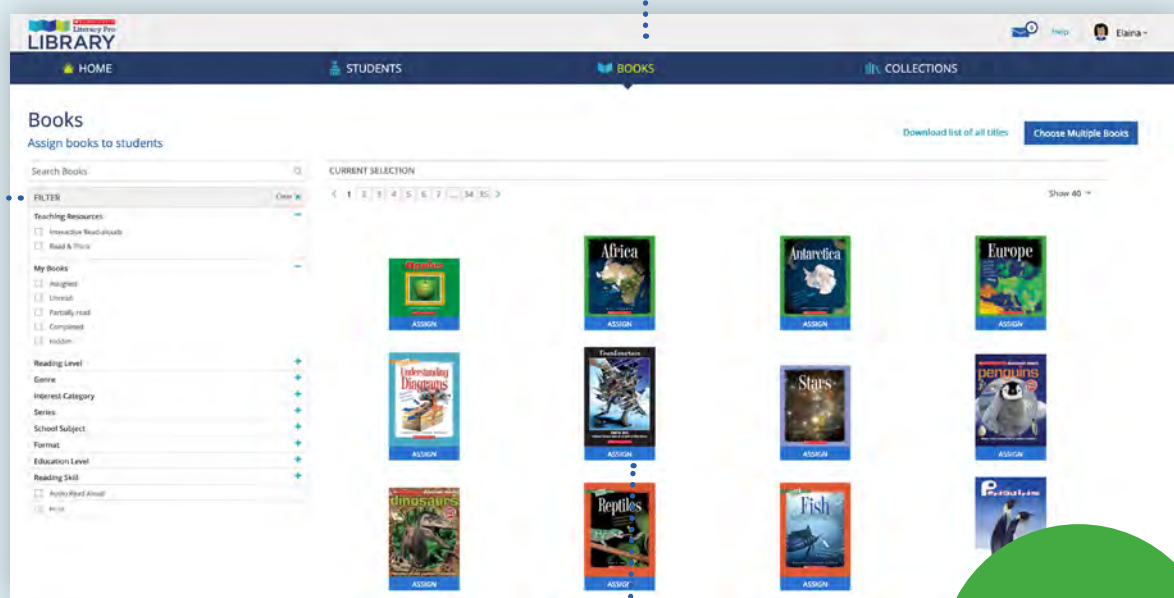 SCHOLASTIC
Literacy Pro
LIBRARY
Help
Elaina
HOME
STUDENTS
BOOKS
COLLECTIONS
Books
Assign books to students
Download list of all titles
Choose Multiple Books
Search Books
CURRENT SELECTION
FILTER
Clear
< 1 2 3 4 5 6 7 ... 34 35 >
Show 40
Teaching Resources
Interactive Read-alouds
Read & Think
My Books
Assigned
Unread
Partially read
Completed
Hidden
Reading Level
Genre
Interest Category
Series
School Subject
Format
Education Level
Reading Skill
Audio Read Aloud
Apples
Africa
Antarctica
Europe
ASSIGN
ASSIGN
ASSIGN
ASSIGN
Understanding
Diagrams
Stars
penguins
ASSIGN
ASSIGN
ASSIGN
ASSIGN
dinosaurs
Reptiles
Fish
Penguins
ASSIGN
ASSIGN
ASSIGN